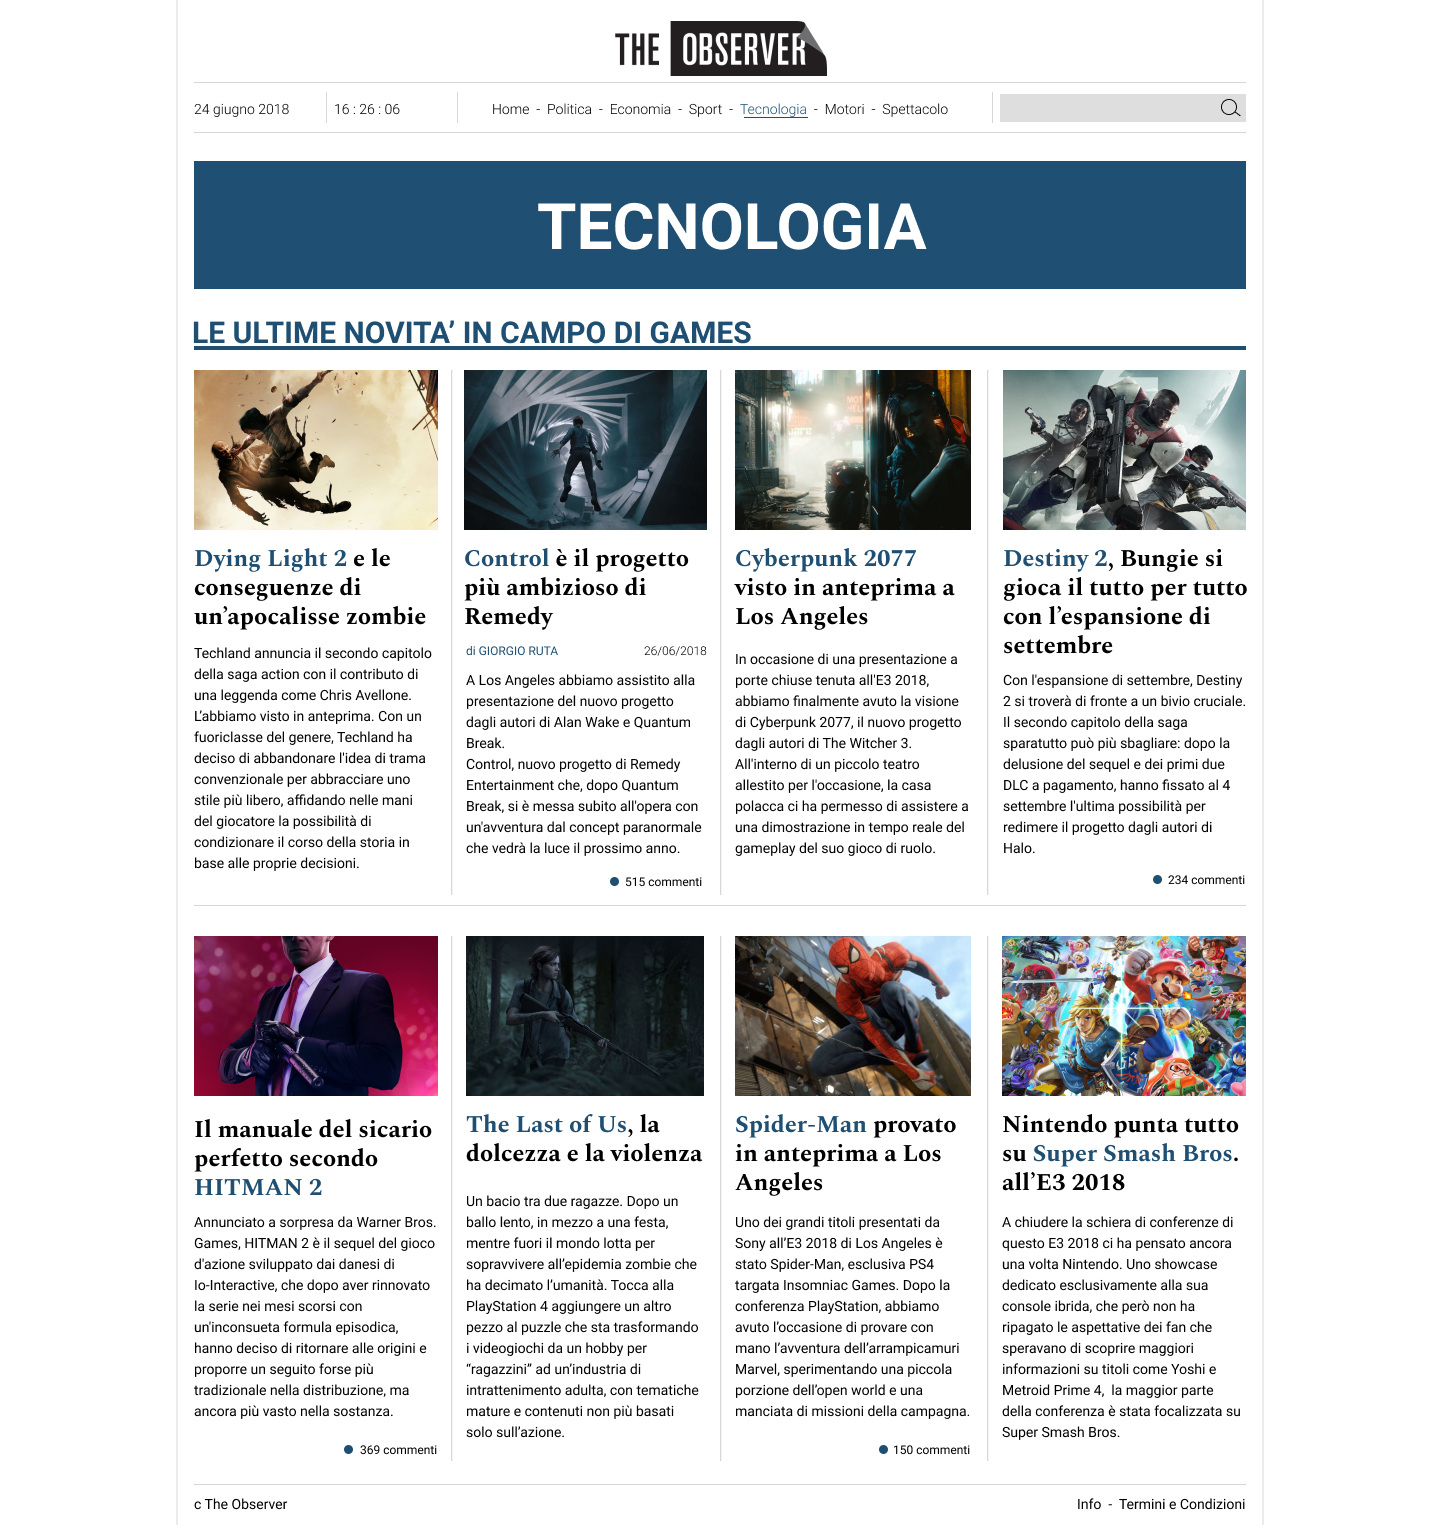 THE OBSERVER
24 giugno 2018
16 : 26 : 06
Home - Politica - Economia - Sport - Tecnologia - Motori - Spettacolo
TECNOLOGIA
LE ULTIME NOVITA’ IN CAMPO DI GAMES
Dying Light 2 e le
conseguenze di
un’apocalisse zombie
Techland annuncia il secondo capitolo
della saga action con il contributo di
una leggenda come Chris Avellone.
L’abbiamo visto in anteprima. Con un
fuoriclasse del genere, Techland ha
deciso di abbandonare l'idea di trama
convenzionale per abbracciare uno
stile più libero, affidando nelle mani
del giocatore la possibilità di
condizionare il corso della storia in
base alle proprie decisioni.
Control è il progetto
più ambizioso di
Remedy
di GIORGIO RUTA
26/06/2018
A Los Angeles abbiamo assistito alla
presentazione del nuovo progetto
dagli autori di Alan Wake e Quantum
Break.
Control, nuovo progetto di Remedy
Entertainment che, dopo Quantum
Break, si è messa subito all'opera con
un'avventura dal concept paranormale
che vedrà la luce il prossimo anno.
515 commenti
Cyberpunk 2077
visto in anteprima a
Los Angeles
In occasione di una presentazione a
porte chiuse tenuta all'E3 2018,
abbiamo finalmente avuto la visione
di Cyberpunk 2077, il nuovo progetto
dagli autori di The Witcher 3.
All'interno di un piccolo teatro
allestito per l'occasione, la casa
polacca ci ha permesso di assistere a
una dimostrazione in tempo reale del
gameplay del suo gioco di ruolo.
Destiny 2, Bungie si
gioca il tutto per tutto
con l’espansione di
settembre
Con l'espansione di settembre, Destiny
2 si troverà di fronte a un bivio cruciale.
Il secondo capitolo della saga
sparatutto può più sbagliare: dopo la
delusione del sequel e dei primi due
DLC a pagamento, hanno fissato al 4
settembre l'ultima possibilità per
redimere il progetto dagli autori di
Halo.
234 commenti
Il manuale del sicario
perfetto secondo
HITMAN 2
Annunciato a sorpresa da Warner Bros.
Games, HITMAN 2 è il sequel del gioco
d'azione sviluppato dai danesi di
Io-Interactive, che dopo aver rinnovato
la serie nei mesi scorsi con
un'inconsueta formula episodica,
hanno deciso di ritornare alle origini e
proporre un seguito forse più
tradizionale nella distribuzione, ma
ancora più vasto nella sostanza.
369 commenti
The Last of Us, la
dolcezza e la violenza
Un bacio tra due ragazze. Dopo un
ballo lento, in mezzo a una festa,
mentre fuori il mondo lotta per
sopravvivere all’epidemia zombie che
ha decimato l’umanità. Tocca alla
PlayStation 4 aggiungere un altro
pezzo al puzzle che sta trasformando
i videogiochi da un hobby per
“ragazzini” ad un’industria di
intrattenimento adulta, con tematiche
mature e contenuti non più basati
solo sull’azione.
Spider-Man provato
in anteprima a Los
Angeles
Uno dei grandi titoli presentati da
Sony all’E3 2018 di Los Angeles è
stato Spider-Man, esclusiva PS4
targata Insomniac Games. Dopo la
conferenza PlayStation, abbiamo
avuto l’occasione di provare con
mano l’avventura dell’arrampicamuri
Marvel, sperimentando una piccola
porzione dell’open world e una
manciata di missioni della campagna.
150 commenti
Nintendo punta tutto
su Super Smash Bros.
all’E3 2018
A chiudere la schiera di conferenze di
questo E3 2018 ci ha pensato ancora
una volta Nintendo. Uno showcase
dedicato esclusivamente alla sua
console ibrida, che però non ha
ripagato le aspettative dei fan che
speravano di scoprire maggiori
informazioni su titoli come Yoshi e
Metroid Prime 4,  la maggior parte
della conferenza è stata focalizzata su
Super Smash Bros.
c The Observer
Info - Termini e Condizioni